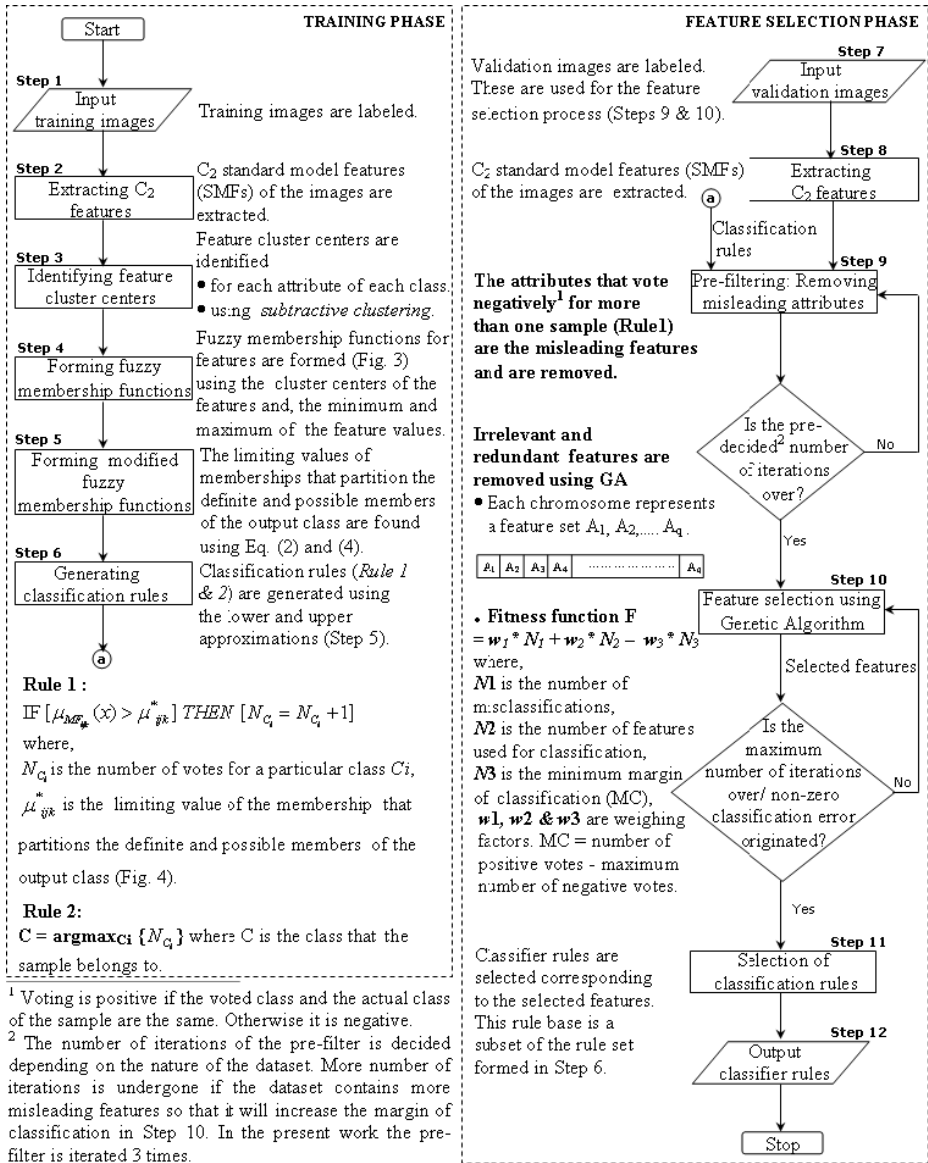 TRAINING PHASE
Start
Step 1
Input
training images
Training images are labeled.
Step 2
Extracting C2
features
C2 standard model features
(SMFs) of the images are
extracted.
Step 3
Identifying feature
cluster centers
Feature cluster centers are
identified
• for each attribute of each class.
• using subtractive clustering.
Step 4
Forming fuzzy
membership functions
Fuzzy membership functions for
features are formed (Fig. 3)
using the cluster centers of the
features and, the minimum and
maximum of the feature values.
Step 5
Forming modified
fuzzy
membership functions
The limiting values of
memberships that partition the
definite and possible members
of the output class are found
using Eq. (2) and (4).
Step 6
Generating
classification rules
Classification rules (Rule 1
& 2) are generated using
the lower and upper
approximations (Step 5).
a
Rule 1 :
IF [μMFijk(x) > μ*ijk] THEN [NCi = NCi + 1]
where,
NCi is the number of votes for a particular class Ci,
μ*ijk is the limiting value of the membership that
partitions the definite and possible members of the
output class (Fig. 4).
Rule 2:
C = argmaxCi {NCi} where C is the class that the
sample belongs to.
1 Voting is positive if the voted class and the actual class
of the sample are the same. Otherwise it is negative.
2 The number of iterations of the pre-filter is decided
depending on the nature of the dataset. More number of
iterations is undergone if the dataset contains more
misleading features so that it will increase the margin of
classification in Step 10. In the present work the pre-
filter is iterated 3 times.
FEATURE SELECTION PHASE
Step 7
Input
validation images
Validation images are labeled.
These are used for the feature
selection process (Steps 9 & 10).
Step 8
Extracting
C2 features
C2 standard model features (SMFs)
of the images are extracted.
a
Classification
rules
Step 9
Pre-filtering: Removing
misleading attributes
The attributes that vote
negatively1 for more
than one sample (Rule1)
are the misleading features
and are removed.
Is the pre-
decided2 number
of iterations
over?
No
Yes
Irrelevant and
redundant features are
removed using GA
• Each chromosome represents
a feature set A1, A2,..... Aq.
A1 A2 A3 A4 ........................ Aq
Step 10
Feature selection using
Genetic Algorithm
Selected features
• Fitness function F
= w1* N1 + w2* N2 – w3* N3
where,
N1 is the number of
misclassifications,
N2 is the number of features
used for classification,
N3 is the minimum margin
of classification (MC),
w1, w2 & w3 are weighing
factors. MC = number of
positive votes - maximum
number of negative votes.
Is the
maximum
number of iterations
over/ non-zero
classification error
originated?
No
Yes
Step 11
Selection of
classification rules
Classifier rules are
selected corresponding
to the selected features.
This rule base is a
subset of the rule set
formed in Step 6.
Step 12
Output
classifier rules
Stop